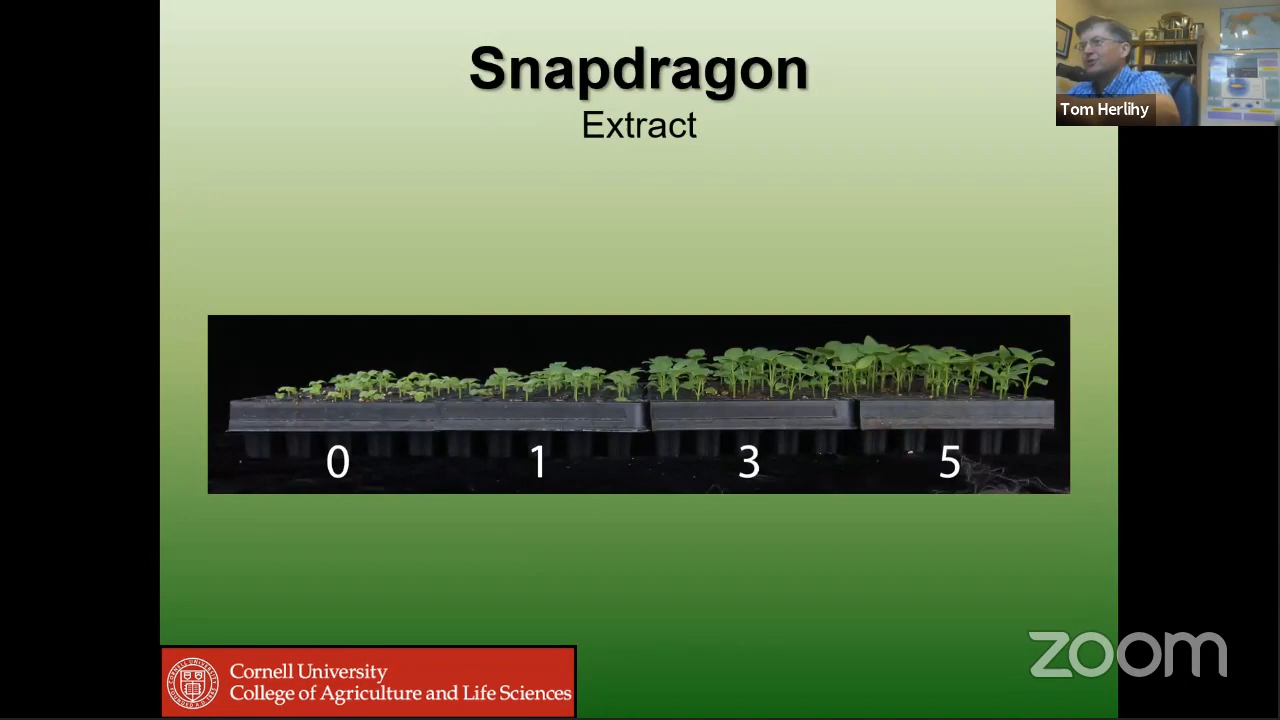 Snapdragon
Extract
Tom Herlihy
0 1 3 5
Cornell University
College of Agriculture and Life Sciences
zoom